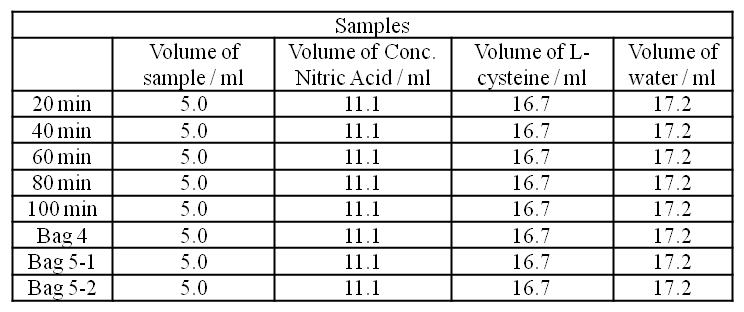 Samples
Volume of sample / ml Volume of Conc. Nitric Acid / ml Volume of L-cysteine / ml Volume of water / ml
20 min 5.0 11.1 16.7 17.2
40 min 5.0 11.1 16.7 17.2
60 min 5.0 11.1 16.7 17.2
80 min 5.0 11.1 16.7 17.2
100 min 5.0 11.1 16.7 17.2
Bag 4 5.0 11.1 16.7 17.2
Bag 5-1 5.0 11.1 16.7 17.2
Bag 5-2 5.0 11.1 16.7 17.2